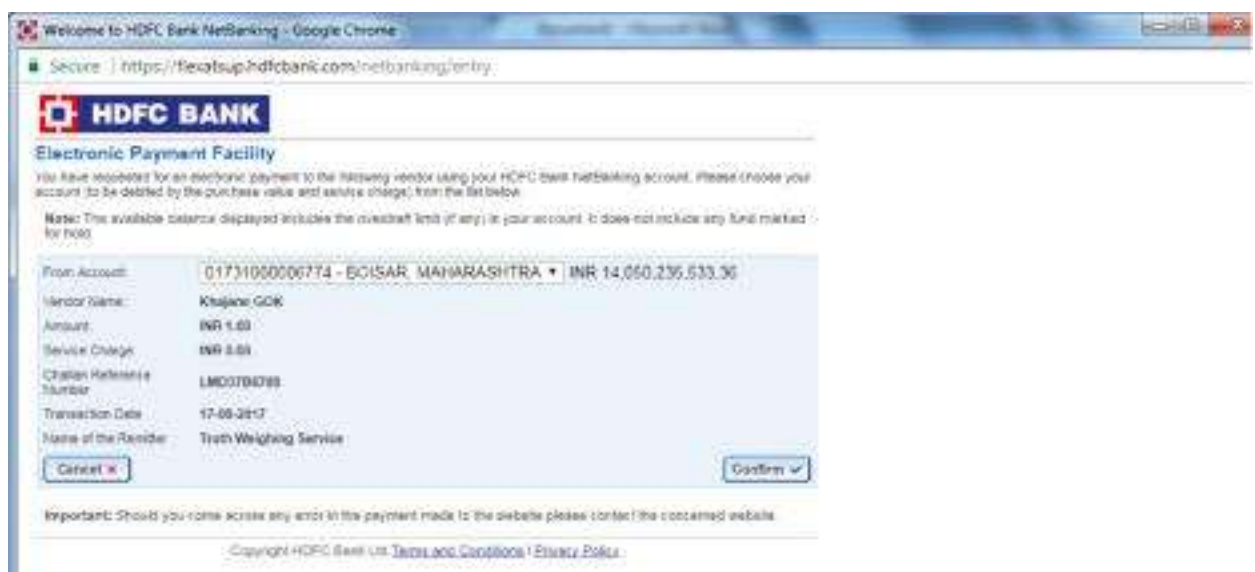 Welcome to HDFC Bank NetBanking - Google Chrome
Secure | https://flexatsup.hdfcbank.com/netbanking/entry
HDFC BANK
Electronic Payment Facility
You have requested for an electronic payment to the following vendor using your HDFC Bank NetBanking account. Please choose your
account (to be debited by the purchase value and service charge) from the list below.
Note: The available balance displayed includes the overdraft limit (if any) in your account. It does not include any fund marked
for hold.
From Account: 01731000006774 - BOISAR, MAHARASHTRA INR 14,050,235,533.36
Vendor Name: Khajane GOK
Amount: INR
Service Charge: INR
Challan Reference
Number
Transaction Date 17-08-2017
Name of the Remitter Truth Weighing Service
Cancel
Confirm
Important: Should you come across any error in the payment made to the website please contact the concerned website
Copyright HDFC Bank Ltd. Terms and Conditions | Privacy Policy